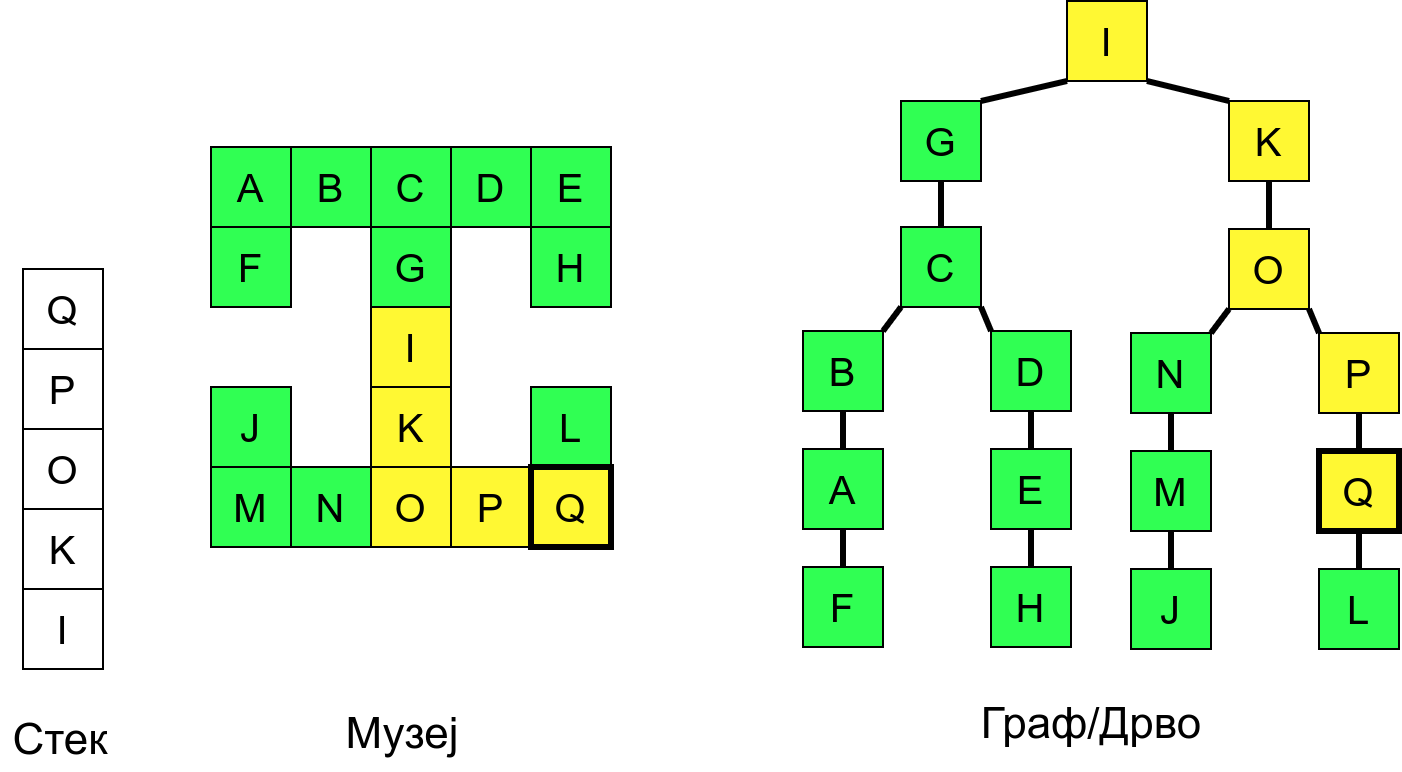 Q
P
O
K
I
Стек
A B C D E
F G H
I
J K L
M N O P Q
Музеј
I
G K
C O
B D N P
A E M Q
F H J L
Граф/Дрво